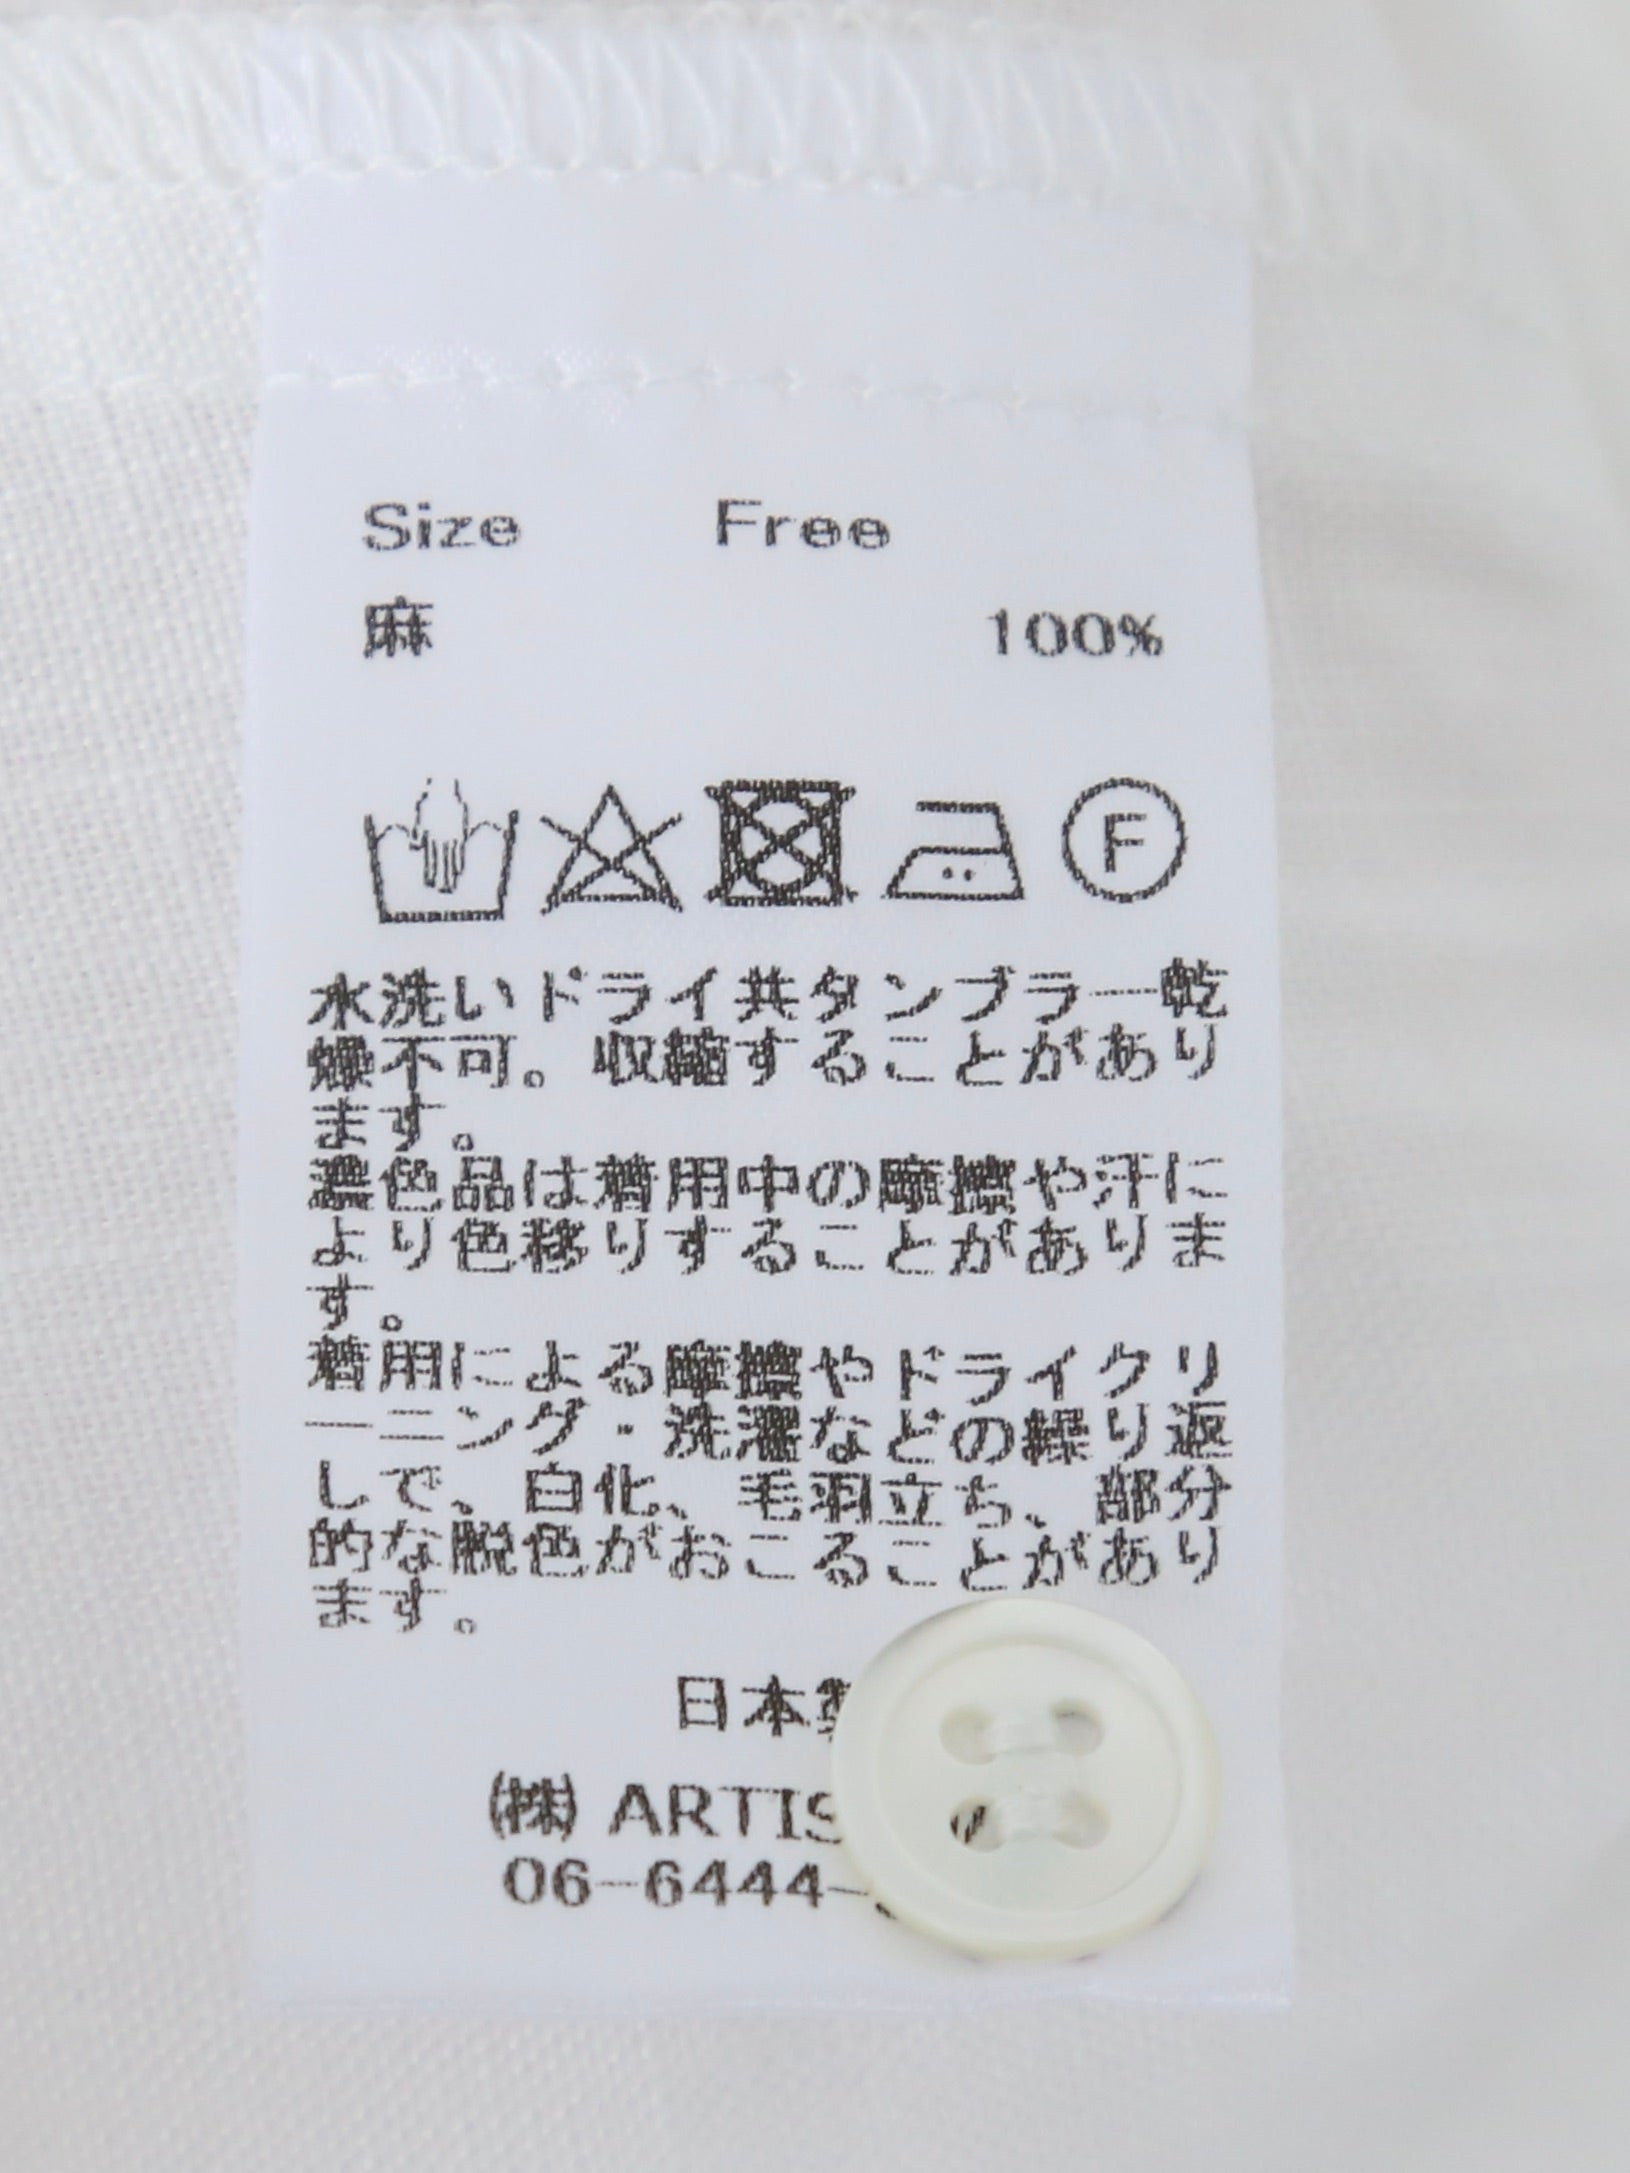 Size Free
麻 100%
F
水洗いドライ共タンブラー乾
燥不可。収縮することがあり
ます。
濃色品は着用中の摩擦や汗に
より色移りすることがありま
す。
着用による摩擦やドライクリ
ーニング・洗濯などの繰り返
しで、白化、毛羽立ち、部分
的な脱色がおこることがあり
ます。
日本
㈱ ARTIS
06-6444-